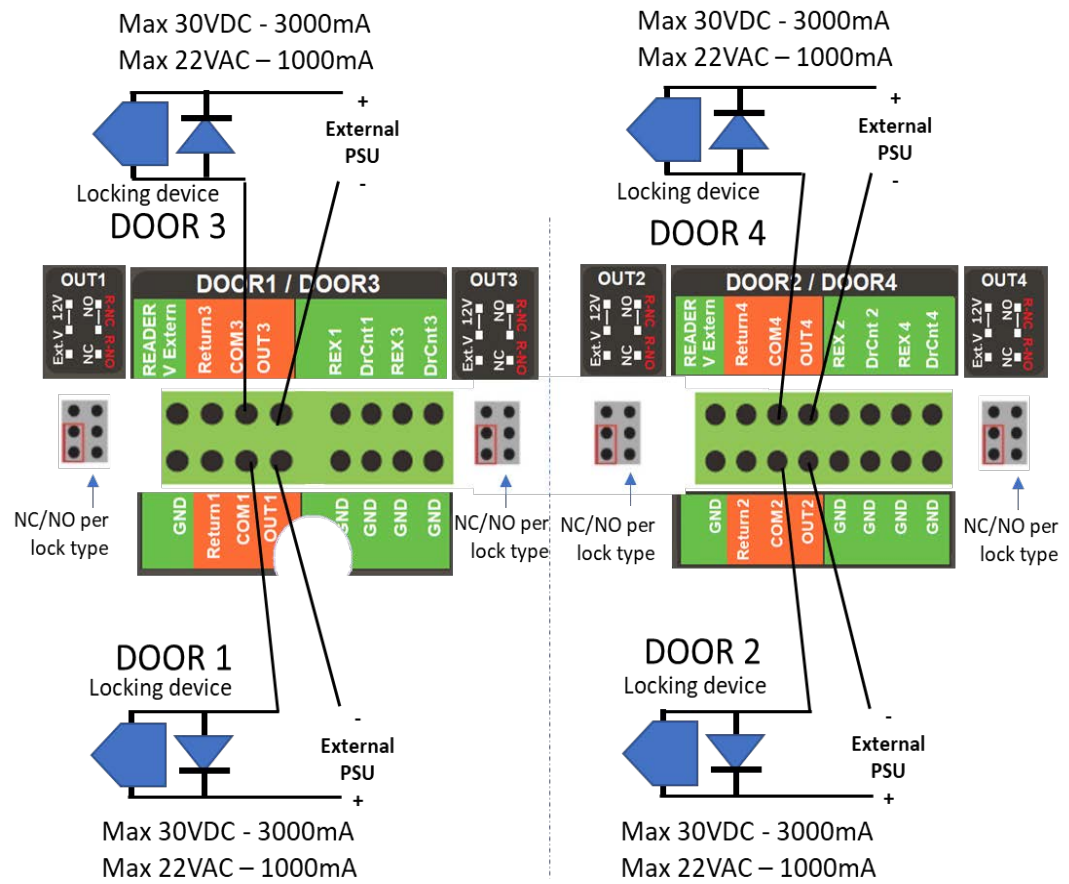 Max 30VDC - 3000mA
Max 22VAC – 1000mA
+
External
PSU
-
Locking device
DOOR 3
Max 30VDC - 3000mA
Max 22VAC – 1000mA
+
External
PSU
-
Locking device
DOOR 4
OUT1
Ext.V 12V
NC NO
R-NO R-NC
DOOR1 / DOOR3
READER
V Extern
Return3
COM3
OUT3
REX 1
DrCnt1
REX 3
DrCnt 3
OUT3
Ext.V 12V
NC NO
R-NO R-NC
OUT2
Ext.V 12V
NC NO
R-NO R-NC
DOOR2 / DOOR4
READER
V Extern
Return4
COM4
OUT4
REX 2
DrCnt 2
REX 4
DrCnt 4
OUT4
Ext.V 12V
NC NO
R-NO R-NC
NC/NO per
lock type
GND
Return1
COM1
OUT1
GND
GND
GND
GND
NC/NO per
lock type
NC/NO per
lock type
GND
Return2
COM2
OUT2
GND
GND
GND
GND
NC/NO per
lock type
DOOR 1
Locking device
-
External
PSU
+
Max 30VDC - 3000mA
Max 22VAC – 1000mA
DOOR 2
Locking device
-
External
PSU
+
Max 30VDC - 3000mA
Max 22VAC – 1000mA